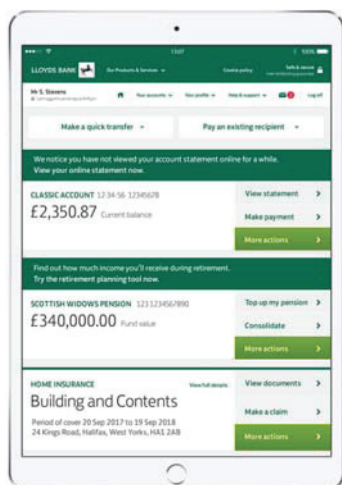 13:07
100%
LLOYDS BANK
Our Products & Services
Cookie policy
Safe & secure
Mr S. Stevens
Your accounts
Your profile
Help & support
Log off
Make a quick transfer
Pay an existing recipient
We notice you have not viewed your account statement online for a while.
View your online statement now.
CLASSIC ACCOUNT 12-34-56 12345678
£2,350.87 Current balance
View statement
Make payment
More actions
Find out how much income you'll receive during retirement.
Try the retirement planning tool now.
SCOTTISH WIDOWS PENSION 1231234567890
£340,000.00 Fund value
Top up my pension
Consolidate
More actions
HOME INSURANCE
View full details
Building and Contents
Period of cover 20 Sep 2017 to 19 Sep 2018
24 Kings Road, Halifax, West Yorks, HA1 2AB
View documents
Make a claim
More actions